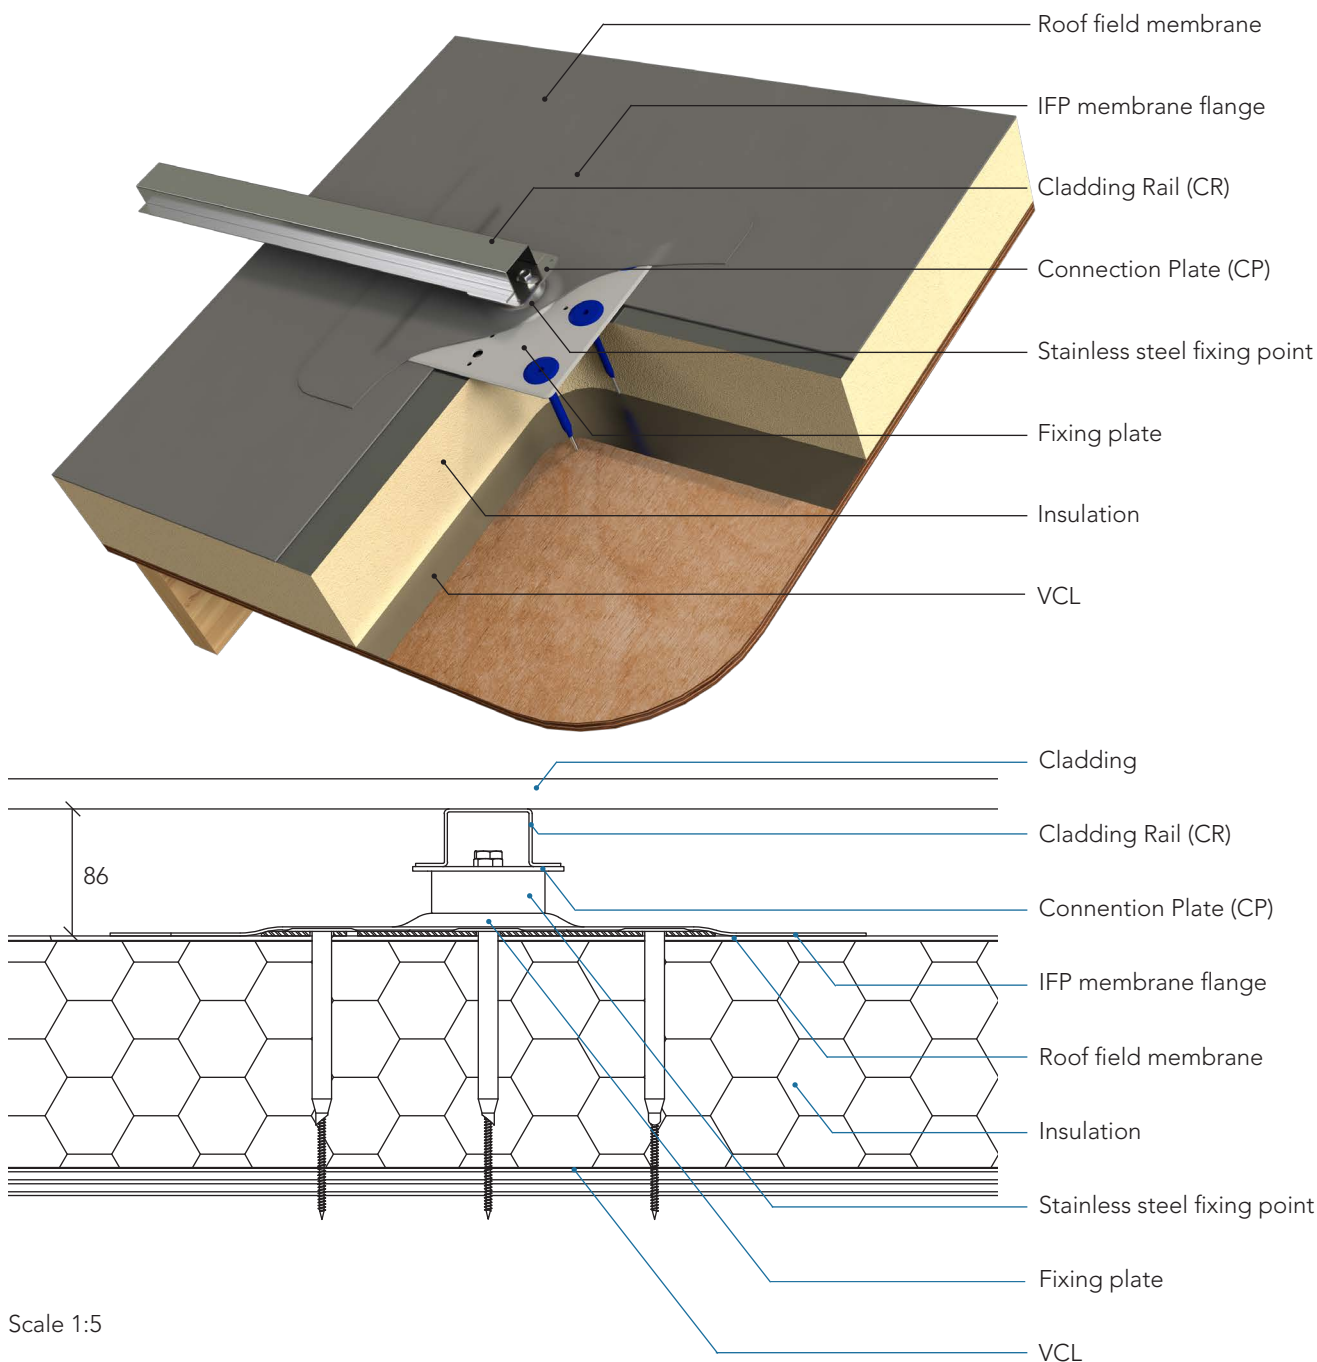 Roof field membrane
IFP membrane flange
Cladding Rail (CR)
Connection Plate (CP)
Stainless steel fixing point
Fixing plate
Insulation
VCL
Cladding
Cladding Rail (CR)
86
Connention Plate (CP)
IFP membrane flange
Roof field membrane
Insulation
Stainless steel fixing point
Fixing plate
Scale 1:5
VCL